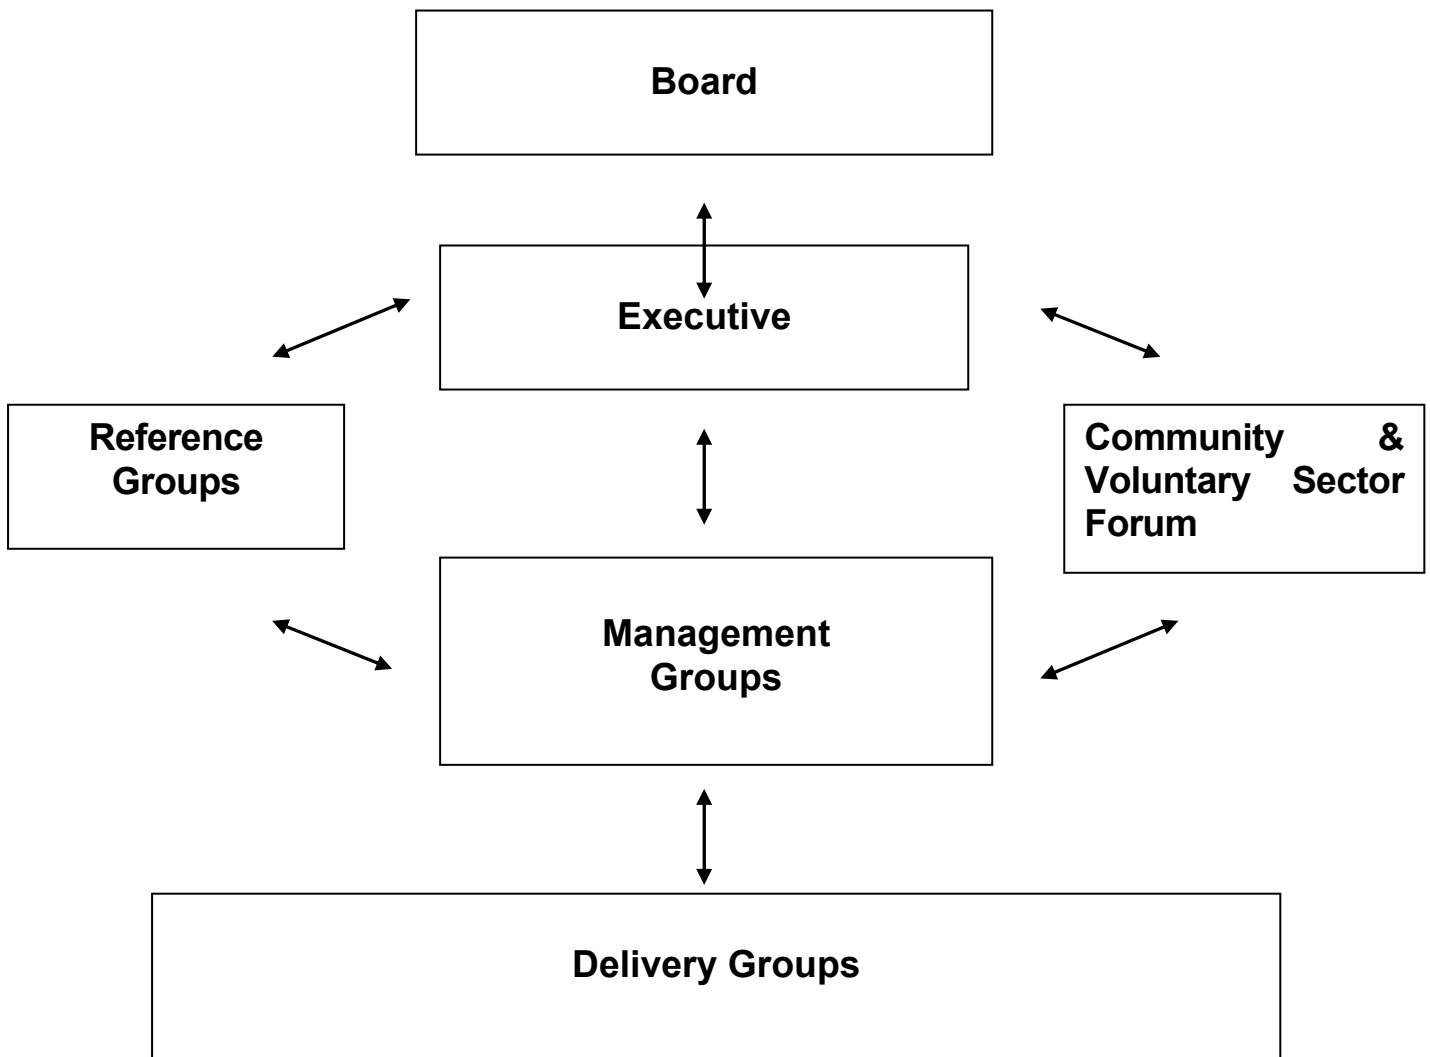 Board
Executive
Reference
Groups
Community &
Voluntary Sector
Forum
Management
Groups
Delivery Groups